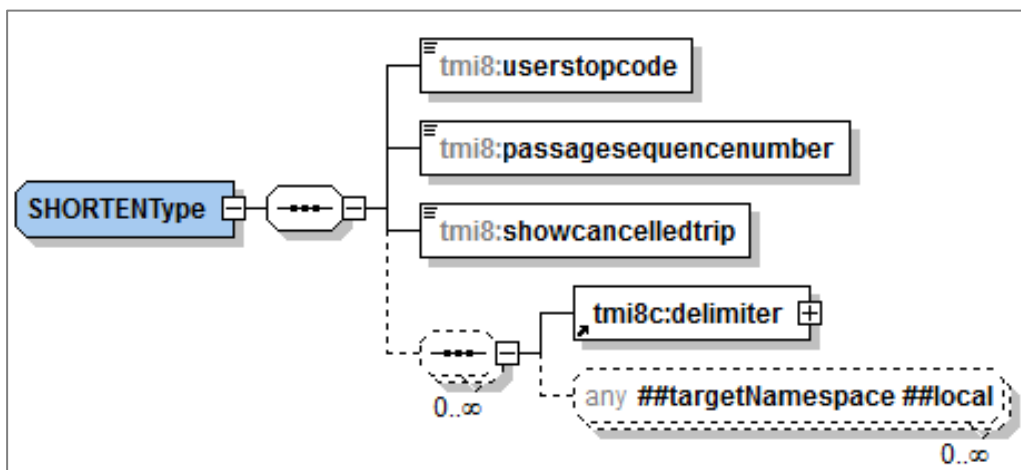 tmi8:userstopcode
tmi8:passagesequencenumber
SHORTENType
tmi8:showcancelledtrip
tmi8c:delimiter
0..∞
any ##targetNamespace ##local
0..∞